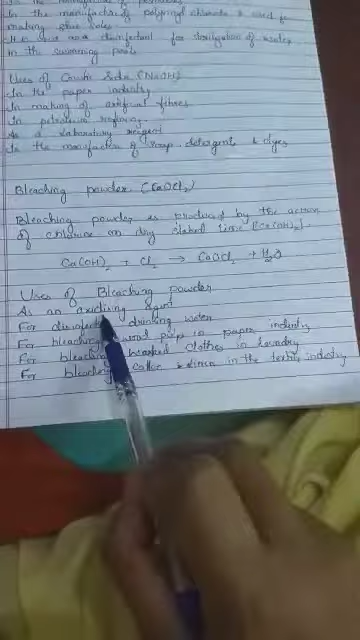 In the manufacture of polyvinyl chloride & used for
making
It is used disinfectant for sterilization of water
In the swimming pools
Uses of Caustic Soda (NaOH)
In the paper industry
In making of artificial fibres
In petroleum refining
As a laboratory reagent
In the manufacture of soap, detergents & dyes
Bleaching powder (CaOCl2)
Bleaching powder is produced by the action
of chlorine on dry slaked lime [Ca(OH)2].
Ca(OH)2 + Cl2 → CaOCl2 + H2O
Uses of Bleaching powder
As an oxidising agent
For drinking water
For bleaching wood pulp in paper industry
For bleaching washed clothes in laundry
For bleaching & linen in the textile industry